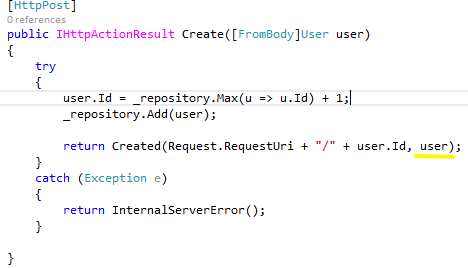 [HttpPost]
0 references
public IHttpActionResult Create([FromBody]User user)
{
try
{
user.Id = _repository.Max(u => u.Id) + 1;
_repository.Add(user);
return Created(Request.RequestUri + "/" + user.Id, user);
}
catch (Exception e)
{
return InternalServerError();
}
}